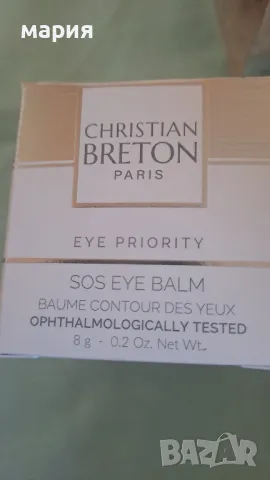 мария
CHRISTIAN
BRETON
PARIS
EYE PRIORITY
SOS EYE BALM
BAUME CONTOUR DES YEUX
OPHTHALMOLOGICALLY TESTED
8 g - 0.2 Oz. Net Wt.
BAZAR